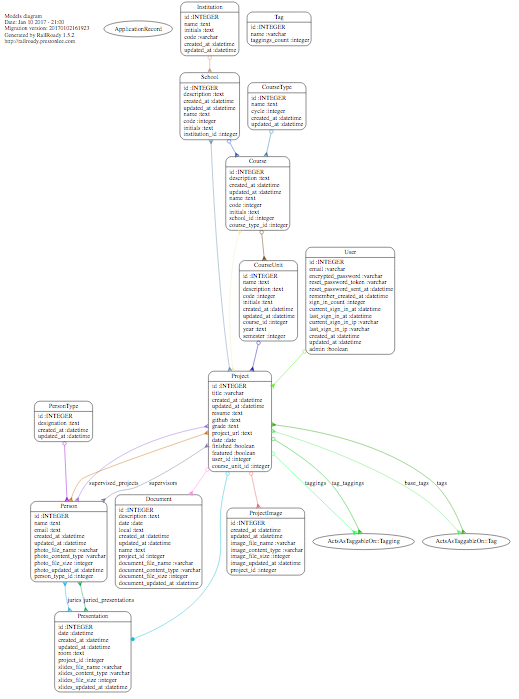 Models diagram
Date: Jan 10 2017 - 21:00
Migration version: 20170102161923
Generated by RailRoady 1.5.2
http://railroady.prestonlee.com
ApplicationRecord
Institution
id :INTEGER
name :text
initials :text
code :varchar
created_at :datetime
updated_at :datetime
Tag
id :INTEGER
name :varchar
taggings_count :integer
School
id :INTEGER
description :text
created_at :datetime
updated_at :datetime
name :text
code :integer
initials :text
institution_id :integer
CourseType
id :INTEGER
name :text
cycle :integer
created_at :datetime
updated_at :datetime
Course
id :INTEGER
description :text
created_at :datetime
updated_at :datetime
name :text
code :integer
initials :text
school_id :integer
course_type_id :integer
CourseUnit
id :INTEGER
name :text
description :text
code :integer
initials :text
created_at :datetime
updated_at :datetime
course_id :integer
year :text
semester :integer
User
id :INTEGER
email :varchar
encrypted_password :varchar
reset_password_token :varchar
reset_password_sent_at :datetime
remember_created_at :datetime
sign_in_count :integer
current_sign_in_at :datetime
last_sign_in_at :datetime
current_sign_in_ip :varchar
last_sign_in_ip :varchar
created_at :datetime
updated_at :datetime
admin :boolean
Project
id :INTEGER
title :varchar
created_at :datetime
updated_at :datetime
resume :text
github :text
grade :text
project_url :text
date :date
finished :boolean
featured :boolean
user_id :integer
course_unit_id :integer
PersonType
id :INTEGER
designation :text
created_at :datetime
updated_at :datetime
supervised_projects
supervisors
taggings
tag_taggings
base_tags
tags
Person
id :INTEGER
name :text
email :text
created_at :datetime
updated_at :datetime
photo_file_name :varchar
photo_content_type :varchar
photo_file_size :integer
photo_updated_at :datetime
person_type_id :integer
Document
id :INTEGER
description :text
date :date
local :text
created_at :datetime
updated_at :datetime
name :text
project_id :integer
document_file_name :varchar
document_content_type :varchar
document_file_size :integer
document_updated_at :datetime
ProjectImage
id :INTEGER
created_at :datetime
updated_at :datetime
image_file_name :varchar
image_content_type :varchar
image_file_size :integer
image_updated_at :datetime
project_id :integer
ActsAsTaggableOn::Tagging
ActsAsTaggableOn::Tag
juries
juried_presentations
Presentation
id :INTEGER
date :datetime
created_at :datetime
updated_at :datetime
room :text
project_id :integer
slides_file_name :varchar
slides_content_type :varchar
slides_file_size :integer
slides_updated_at :datetime